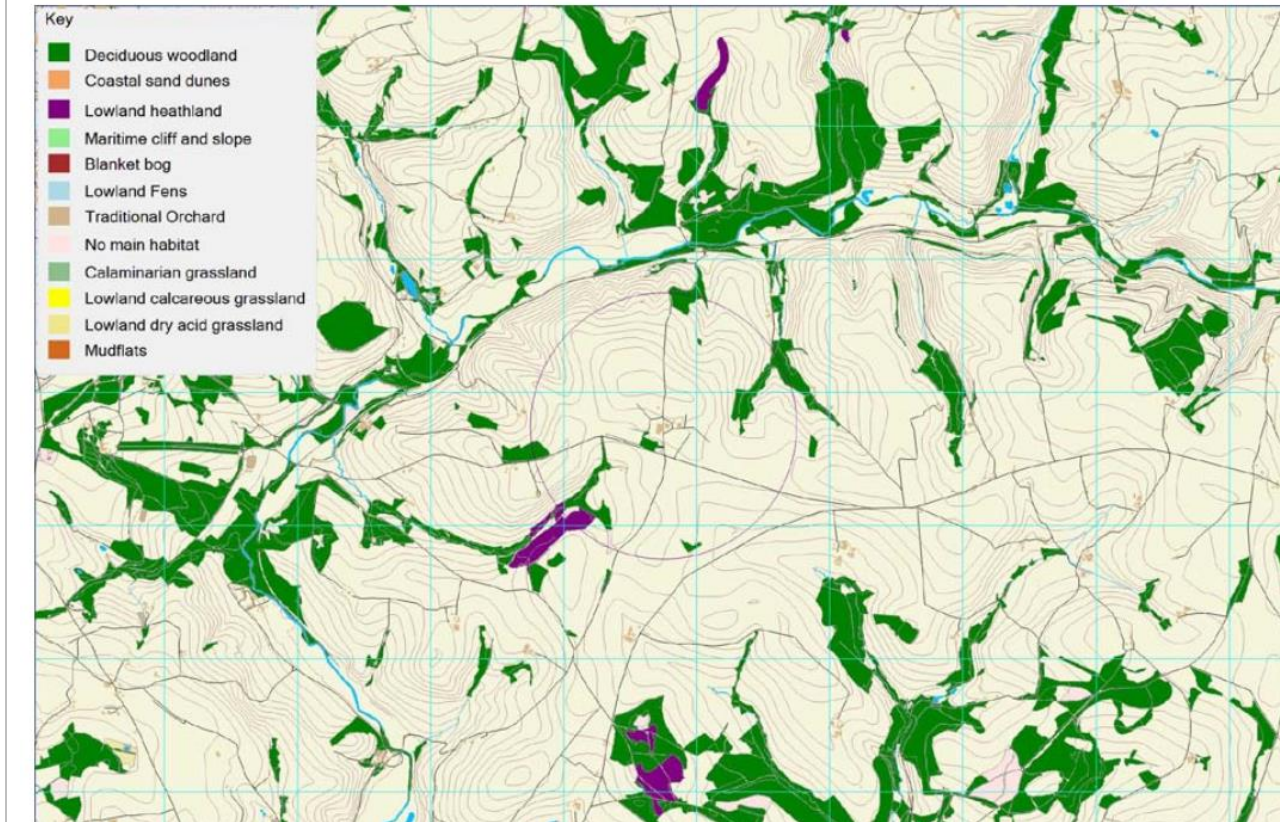 Key
Deciduous woodland
Coastal sand dunes
Lowland heathland
Maritime cliff and slope
Blanket bog
Lowland Fens
Traditional Orchard
No main habitat
Calaminarian grassland
Lowland calcareous grassland
Lowland dry acid grassland
Mudflats